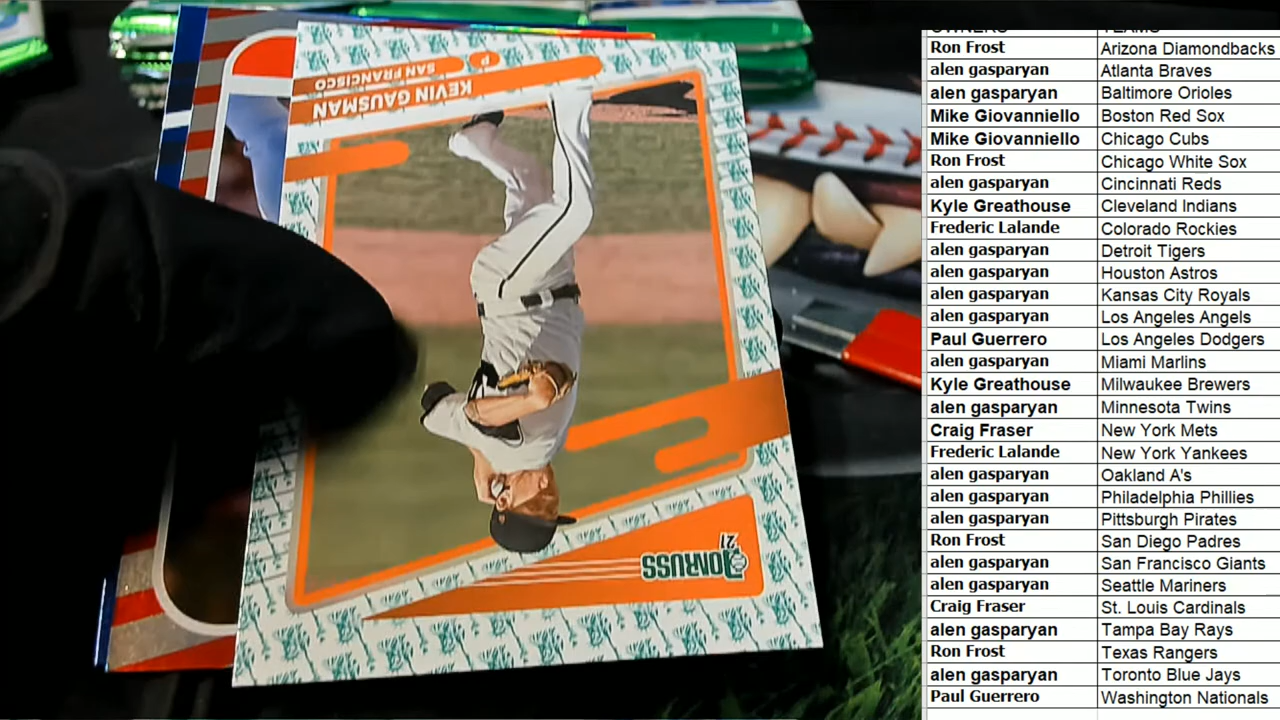 KEVIN GAUSMAN
SAN FRANCISCO
P
DONRUSS
'21
OWNERS TEAMS
Ron Frost Arizona Diamondbacks
alen gasparyan Atlanta Braves
alen gasparyan Baltimore Orioles
Mike Giovanniello Boston Red Sox
Mike Giovanniello Chicago Cubs
Ron Frost Chicago White Sox
alen gasparyan Cincinnati Reds
Kyle Greathouse Cleveland Indians
Frederic Lalande Colorado Rockies
alen gasparyan Detroit Tigers
alen gasparyan Houston Astros
alen gasparyan Kansas City Royals
alen gasparyan Los Angeles Angels
Paul Guerrero Los Angeles Dodgers
alen gasparyan Miami Marlins
Kyle Greathouse Milwaukee Brewers
alen gasparyan Minnesota Twins
Craig Fraser New York Mets
Frederic Lalande New York Yankees
alen gasparyan Oakland A's
alen gasparyan Philadelphia Phillies
alen gasparyan Pittsburgh Pirates
Ron Frost San Diego Padres
alen gasparyan San Francisco Giants
alen gasparyan Seattle Mariners
Craig Fraser St. Louis Cardinals
alen gasparyan Tampa Bay Rays
Ron Frost Texas Rangers
alen gasparyan Toronto Blue Jays
Paul Guerrero Washington Nationals